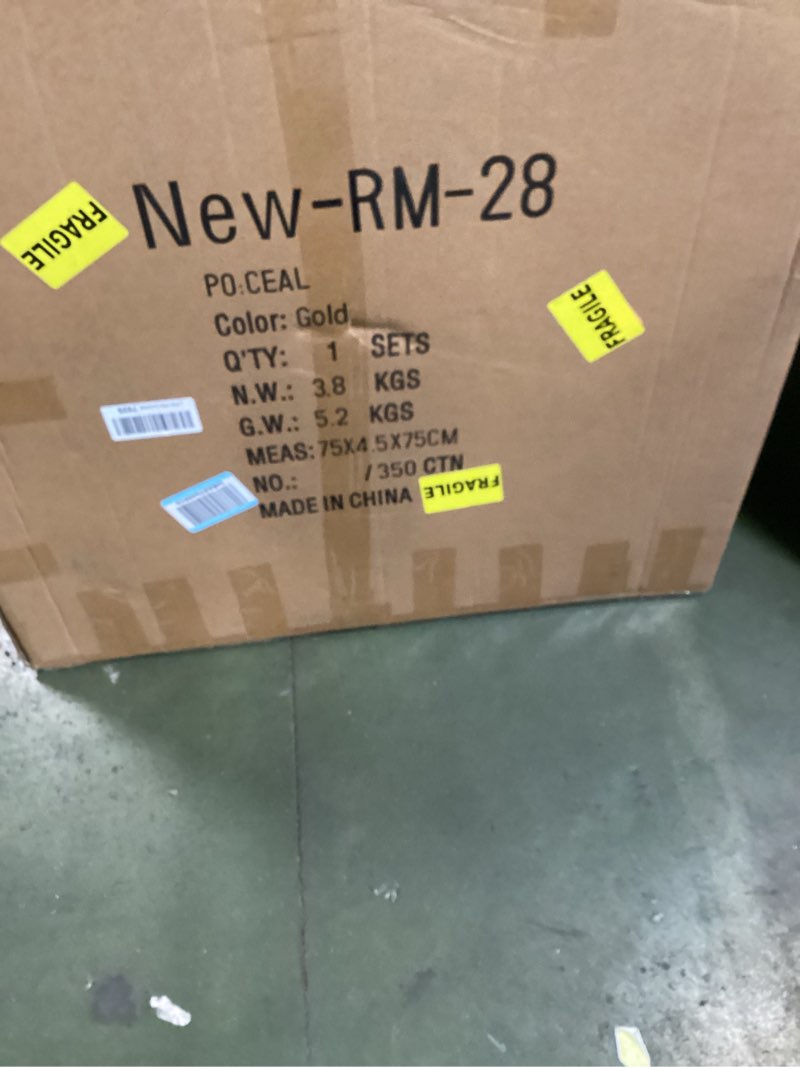 New-RM-28
FRAGILE
PO:CEAL
FRAGILE
Color: Gold
Q'TY: 1 SETS
N.W.: 3.8 KGS
G.W.: 5.2 KGS
MEAS: 75X4.5X75CM
NO.: / 350 CTN
MADE IN CHINA
FRAGILE